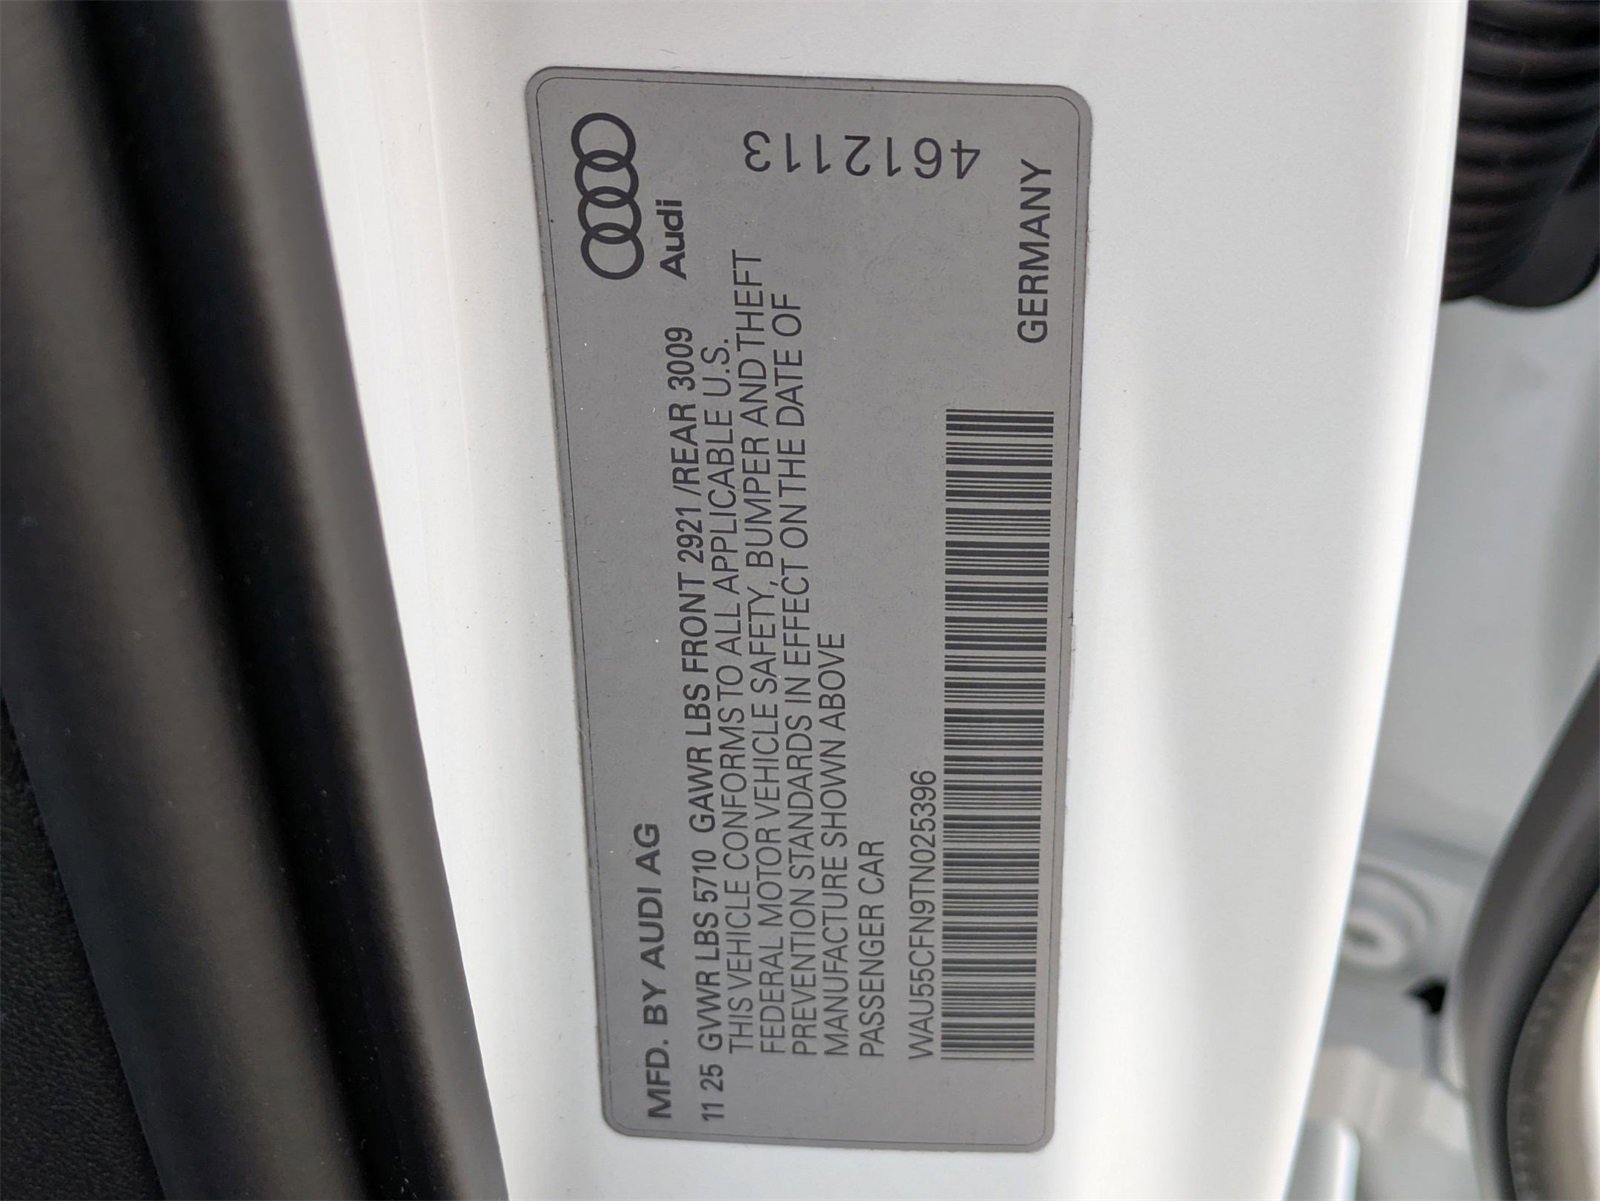 Audi
MFD. BY AUDI AG
11 25 GVWR LBS 5710 GAWR LBS FRONT 2921 /REAR 3009
THIS VEHICLE CONFORMS TO ALL APPLICABLE U.S.
FEDERAL MOTOR VEHICLE SAFETY, BUMPER AND THEFT
PREVENTION STANDARDS IN EFFECT ON THE DATE OF
MANUFACTURE SHOWN ABOVE
PASSENGER CAR
4612113
WAU55CFN9TN025396
GERMANY